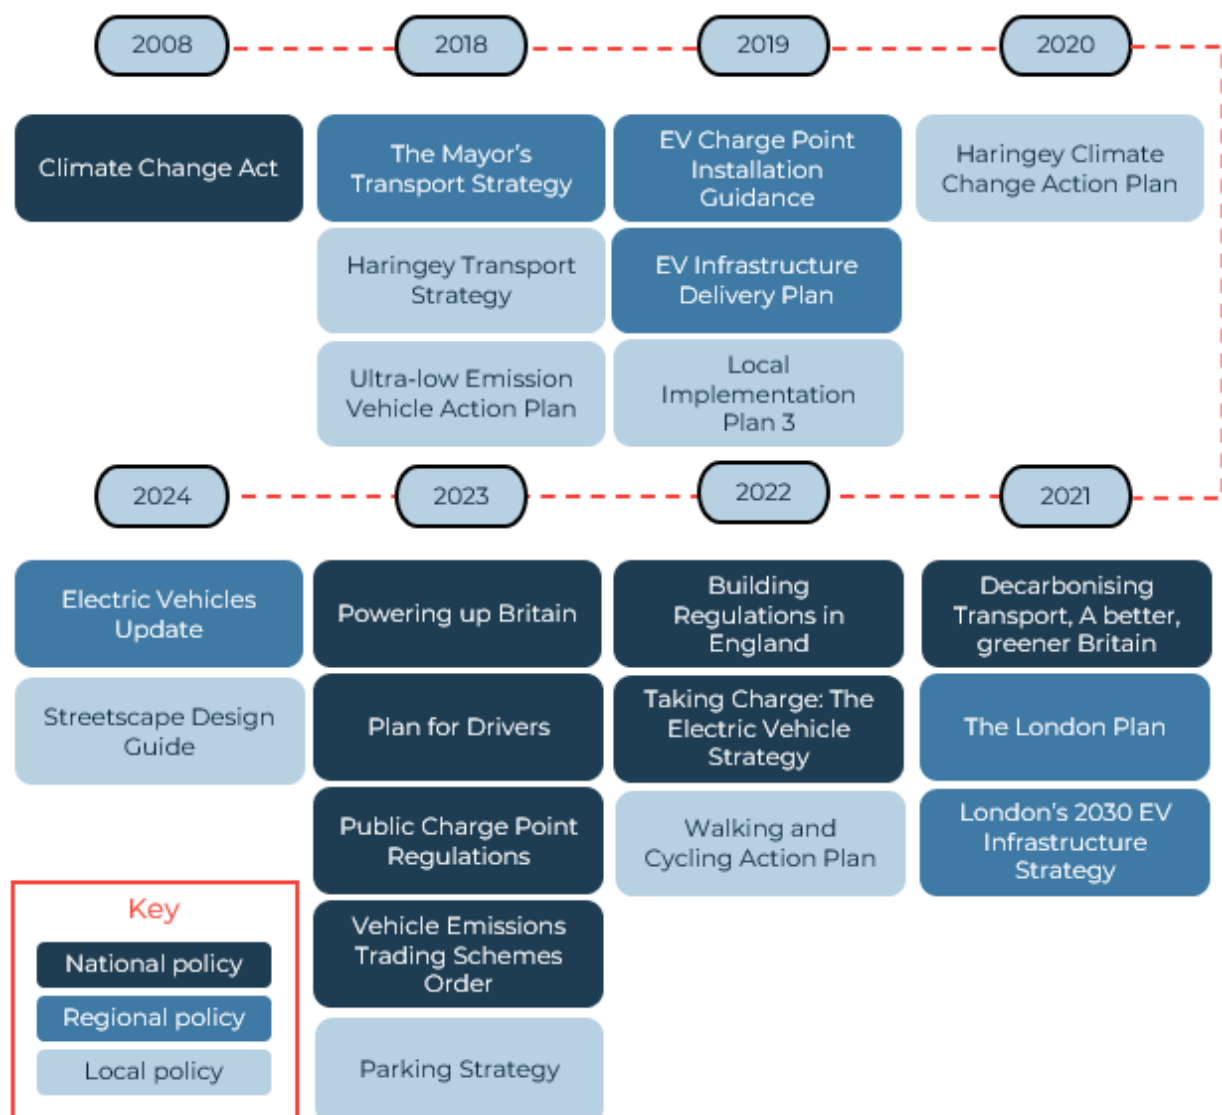 2008
2018
2019
2020
Climate Change Act
The Mayor's
Transport Strategy
EV Charge Point
Installation
Guidance
Haringey Climate
Change Action Plan
Haringey Transport
Strategy
EV Infrastructure
Delivery Plan
Ultra-low Emission
Vehicle Action Plan
Local
Implementation
Plan 3
2024
2023
2022
2021
Electric Vehicles
Update
Powering up Britain
Building
Regulations in
England
Decarbonising
Transport, A better,
greener Britain
Streetscape Design
Guide
Plan for Drivers
Taking Charge: The
Electric Vehicle
Strategy
The London Plan
Public Charge Point
Regulations
Walking and
Cycling Action Plan
London's 2030 EV
Infrastructure
Strategy
Vehicle Emissions
Trading Schemes
Order
Parking Strategy
Key
National policy
Regional policy
Local policy